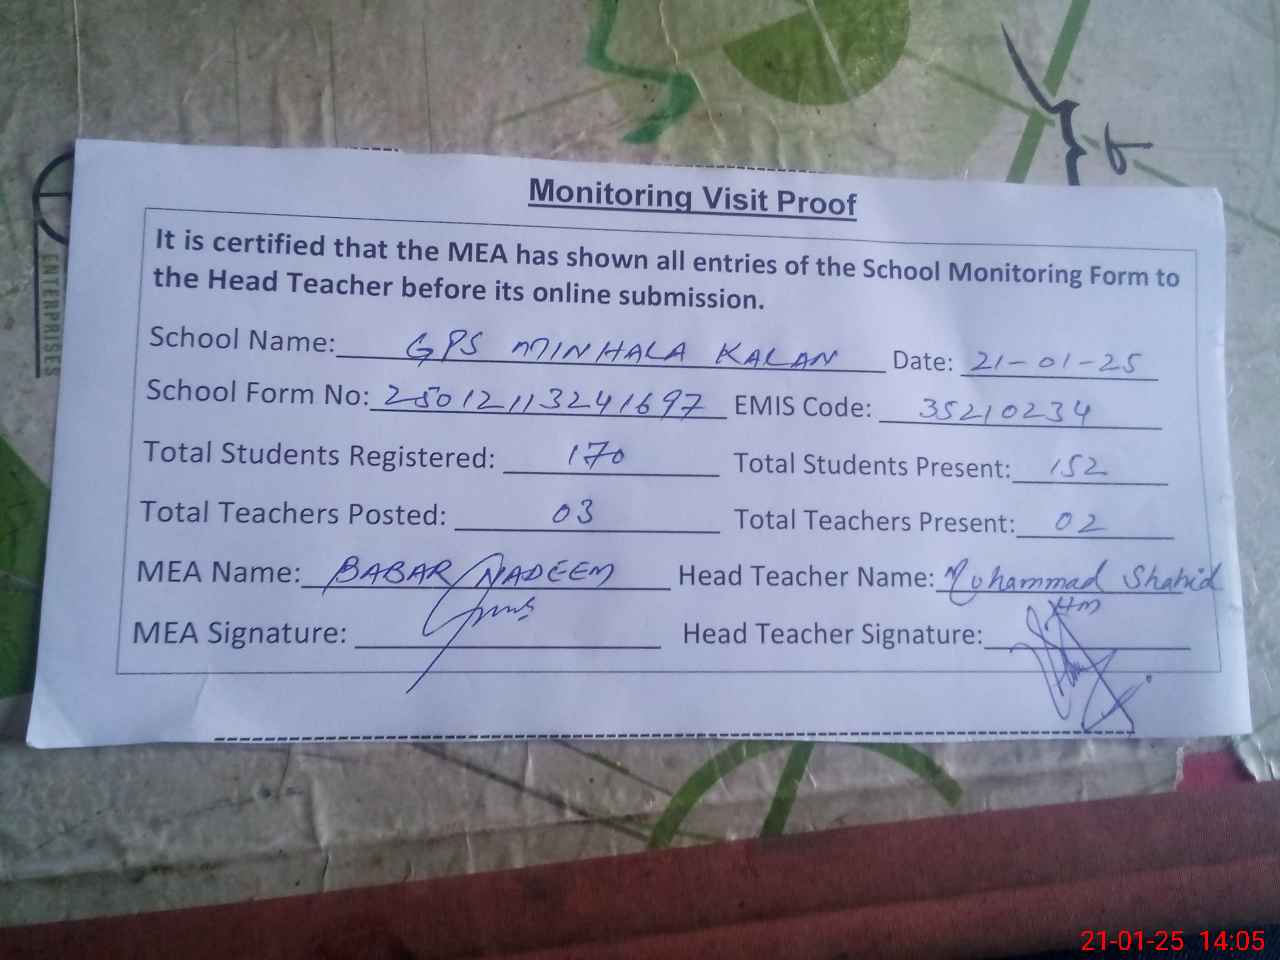 Monitoring Visit Proof
It is certified that the MEA has shown all entries of the School Monitoring Form to
the Head Teacher before its online submission.
School Name: GPS MINHALA KALAN Date: 21-01-25
School Form No: 250121113241697 EMIS Code: 35210234
Total Students Registered: 170 Total Students Present: 152
Total Teachers Posted: 03 Total Teachers Present: 02
MEA Name: BABAR NADEEM Head Teacher Name: Muhammad Shahid
HM
MEA Signature: Head Teacher Signature:
ENTERPRISES
21-01-25 14:05